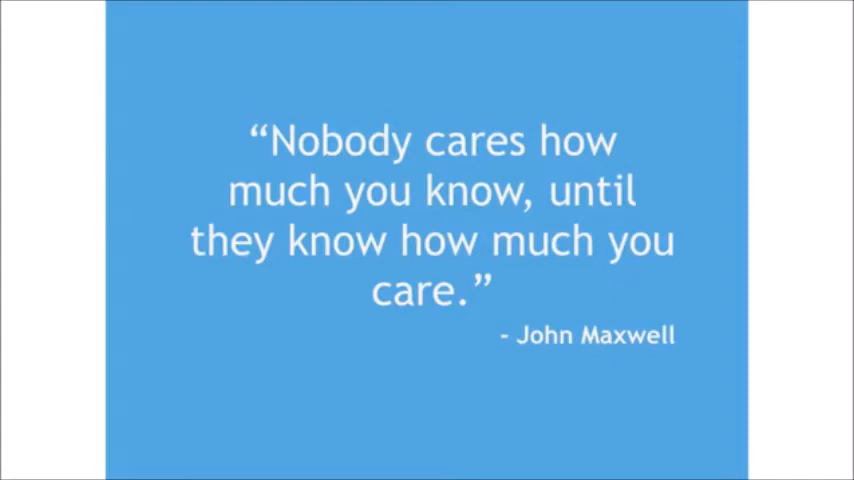 “Nobody cares how
much you know, until
they know how much you
care.”
- John Maxwell